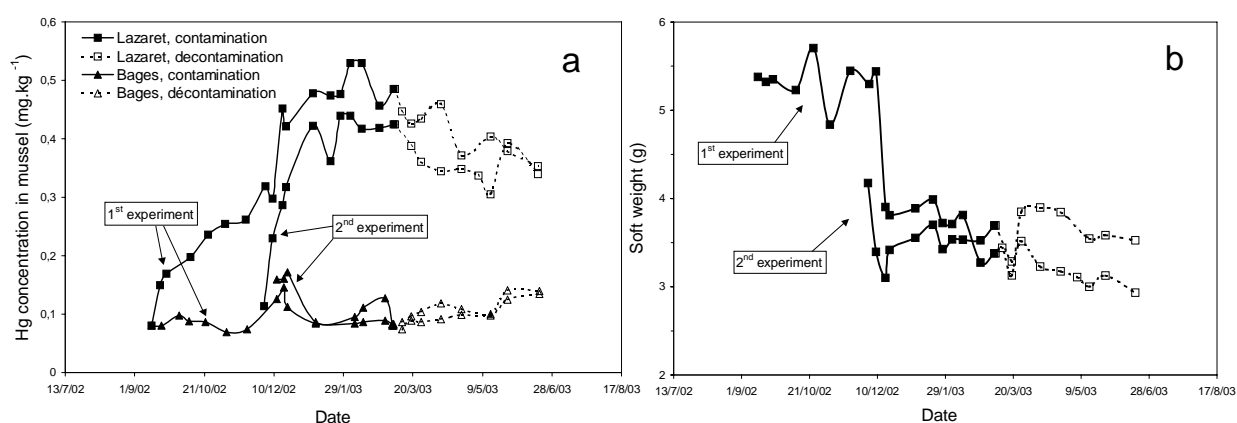 Hg concentration in mussel (mg.kg -1)
0,6
0,5
0,4
0,3
0,2
0,1
0
Lazaret, contamination
Lazaret, decontamination
Bages, contamination
Bages, décontamination
a
1st experiment
2nd experiment
13/7/02 1/9/02 21/10/02 10/12/02 29/1/03 20/3/03 9/5/03 28/6/03 17/8/03
Date
Soft weight (g)
6
5
4
3
2
b
1st experiment
2nd experiment
13/7/02 1/9/02 21/10/02 10/12/02 29/1/03 20/3/03 9/5/03 28/6/03 17/8/03
Date